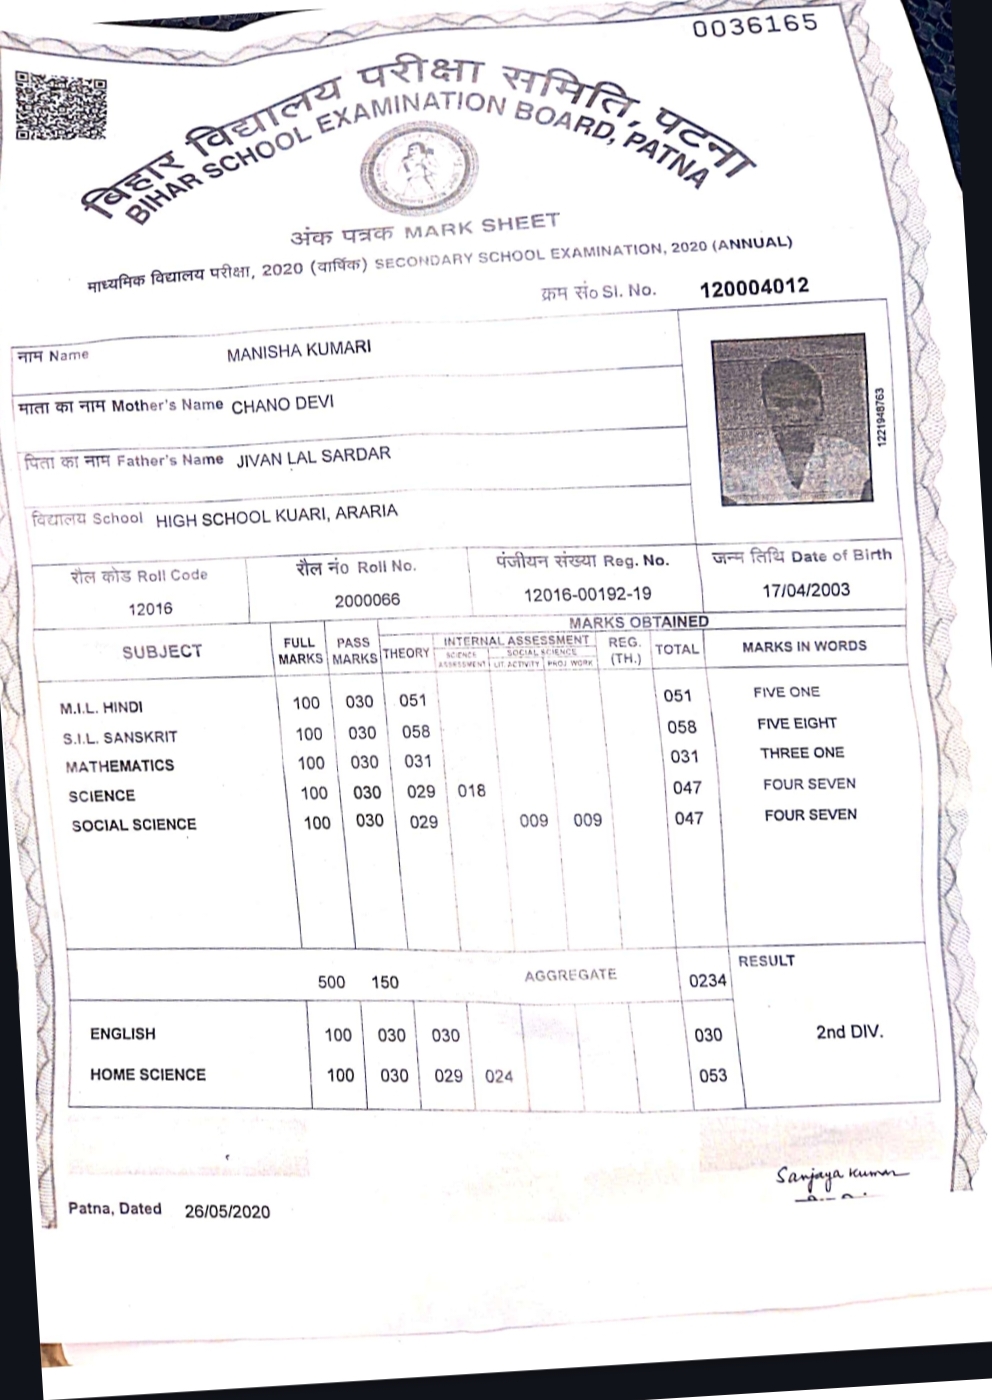 0036165
बिहार विद्यालय परीक्षा समिति, पटना
BIHAR SCHOOL EXAMINATION BOARD, PATNA
अंक पत्रक MARK SHEET
माध्यमिक विद्यालय परीक्षा, 2020 (वार्षिक) SECONDARY SCHOOL EXAMINATION, 2020 (ANNUAL)
क्रम सं० Sl. No. 120004012
नाम Name MANISHA KUMARI
माता का नाम Mother's Name CHANO DEVI
पिता का नाम Father's Name JIVAN LAL SARDAR
विद्यालय School HIGH SCHOOL KUARI, ARARIA
1221948763
रौल कोड Roll Code रौल नं० Roll No. पंजीयन संख्या Reg. No. जन्म तिथि Date of Birth
12016 2000066 12016-00192-19 17/04/2003
MARKS OBTAINED
SUBJECT FULL MARKS PASS MARKS THEORY INTERNAL ASSESSMENT REG. (TH.) TOTAL MARKS IN WORDS
SCIENCE SOCIAL SCIENCE
ASSESSMENT LIT. ACTIVITY PROJ. WORK
M.I.L. HINDI 100 030 051 051 FIVE ONE
S.I.L. SANSKRIT 100 030 058 058 FIVE EIGHT
MATHEMATICS 100 030 031 031 THREE ONE
SCIENCE 100 030 029 018 047 FOUR SEVEN
SOCIAL SCIENCE 100 030 029 009 009 047 FOUR SEVEN
500 150 AGGREGATE 0234 RESULT
ENGLISH 100 030 030 030 2nd DIV.
HOME SCIENCE 100 030 029 024 053
Sanjaya Kumar
Patna, Dated 26/05/2020